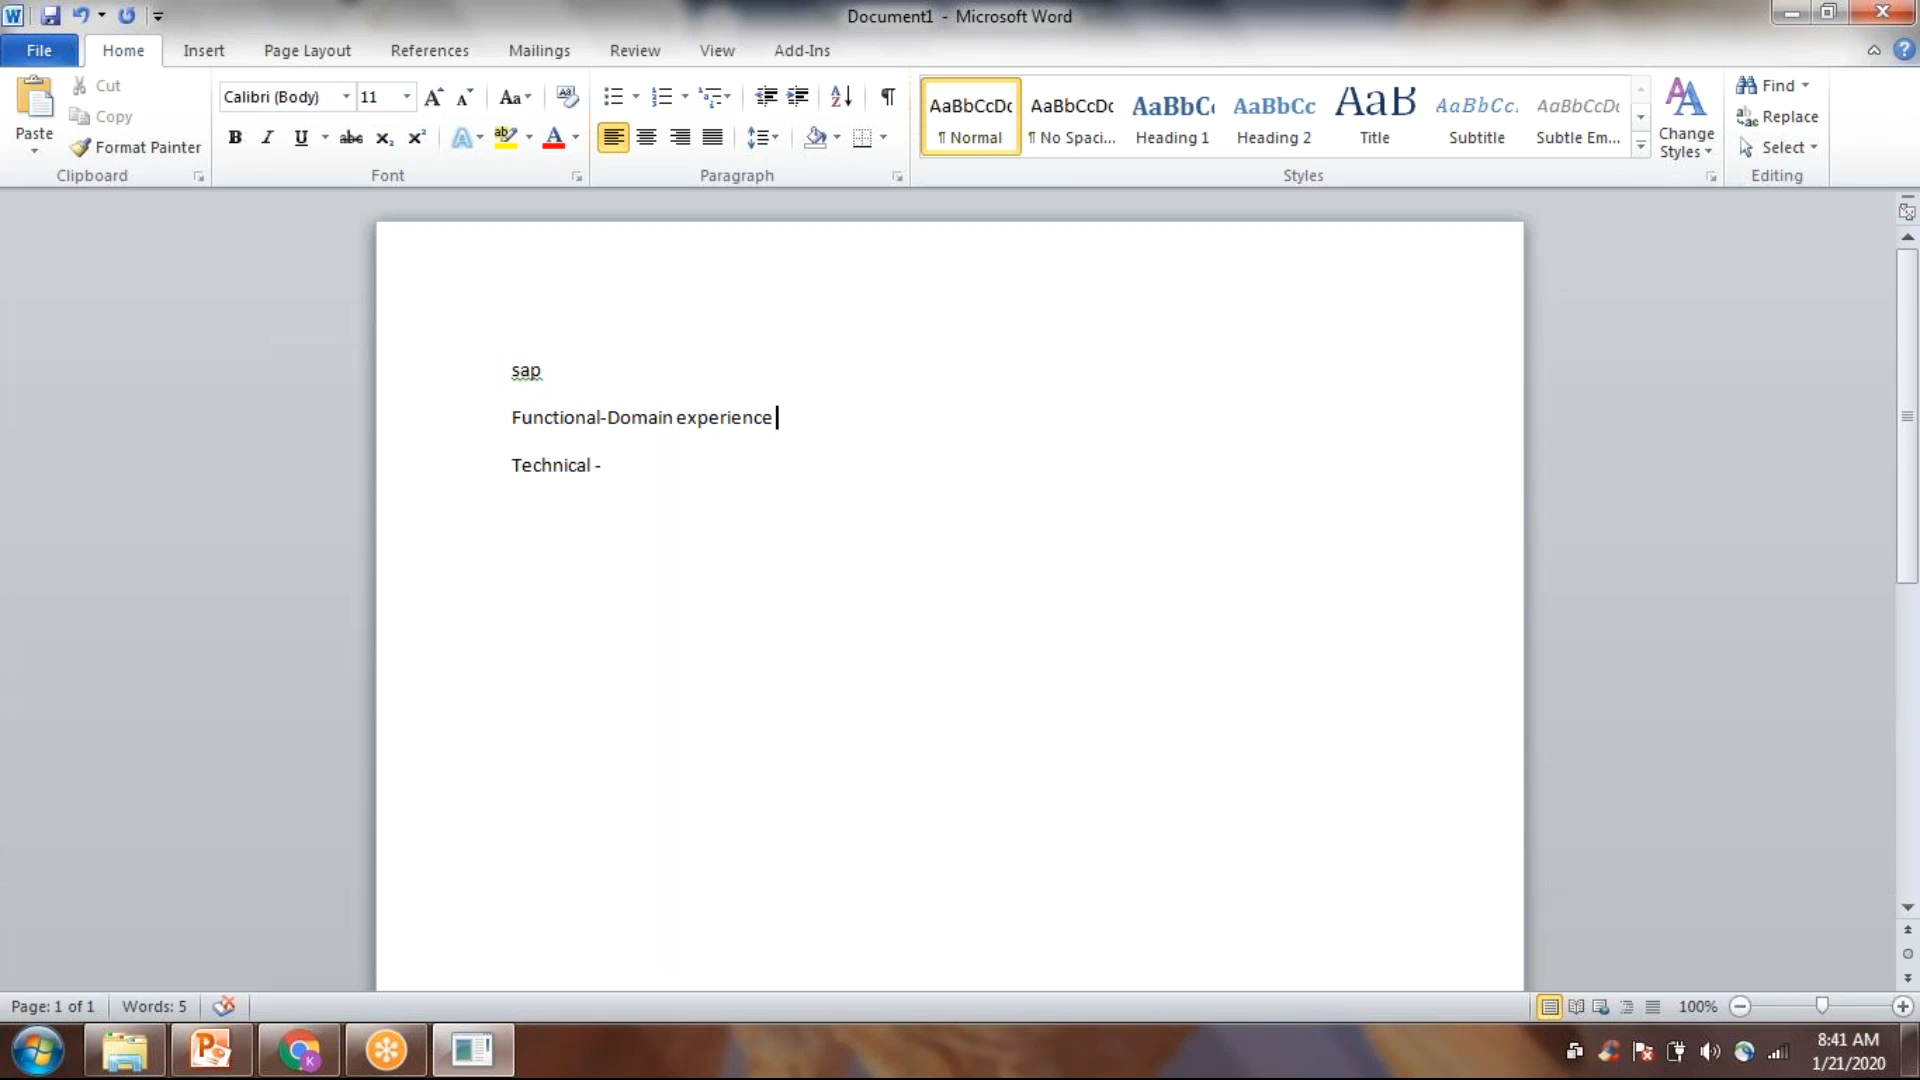 Document1 - Microsoft Word
File Home Insert Page Layout References Mailings Review View Add-Ins
Paste
Cut
Copy
Format Painter
Clipboard
Calibri (Body) 11
Font
Paragraph
AaBbCcDc AaBbCcDc AaBbC AaBbCc AaB AaBbCc. AaBbCcDc
¶ Normal ¶ No Spaci... Heading 1 Heading 2 Title Subtitle Subtle Em...
Change
Styles
Styles
Find
Replace
Select
Editing
sap
Functional-Domain experience
Technical -
Page: 1 of 1 Words: 5 100%
8:41 AM
1/21/2020